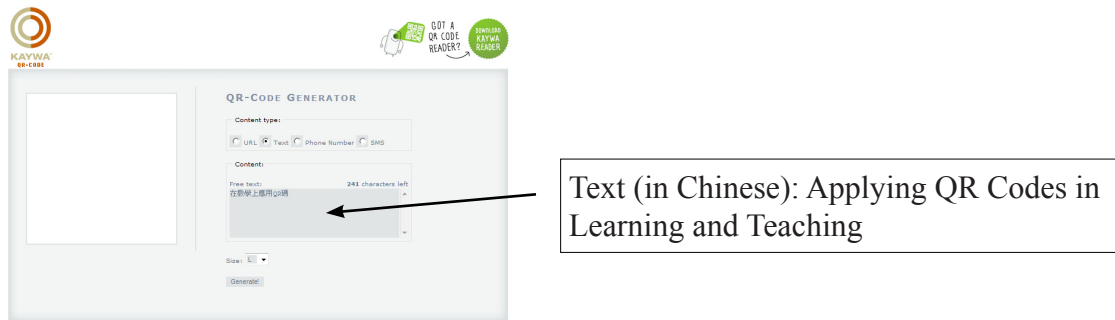 KAYWA
QR-CODE
GOT A
QR CODE
READER?
DOWNLOAD
KAYWA
READER
QR-CODE GENERATOR
Content type:
URL Text Phone Number SMS
Content:
Free text: 241 characters left
在教學上應用QR碼
Size: L
Generate!
Text (in Chinese): Applying QR Codes in
Learning and Teaching